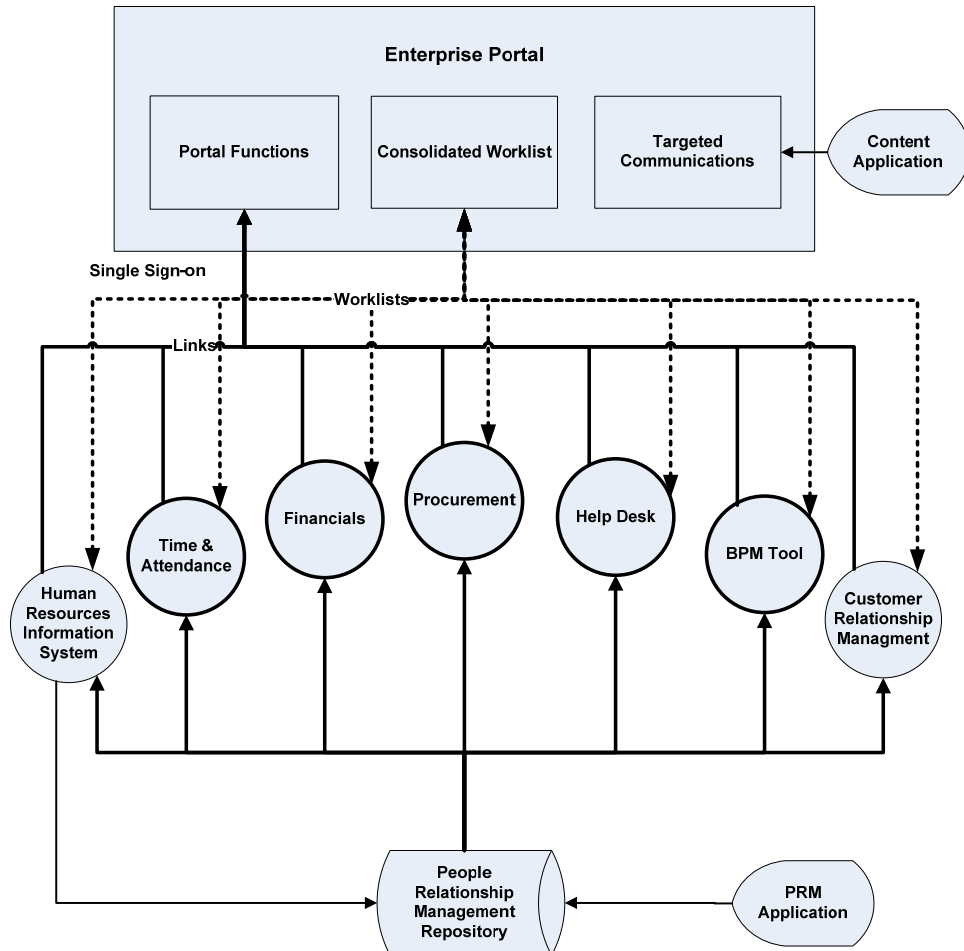 Enterprise Portal
Portal Functions
Consolidated Worklist
Targeted
Communications
Content
Application
Single Sign-on
Worklists
Links
Procurement
Financials
Help Desk
Time &
Attendance
BPM Tool
Human
Resources
Information
System
Customer
Relationship
Managment
People
Relationship
Management
Repository
PRM
Application